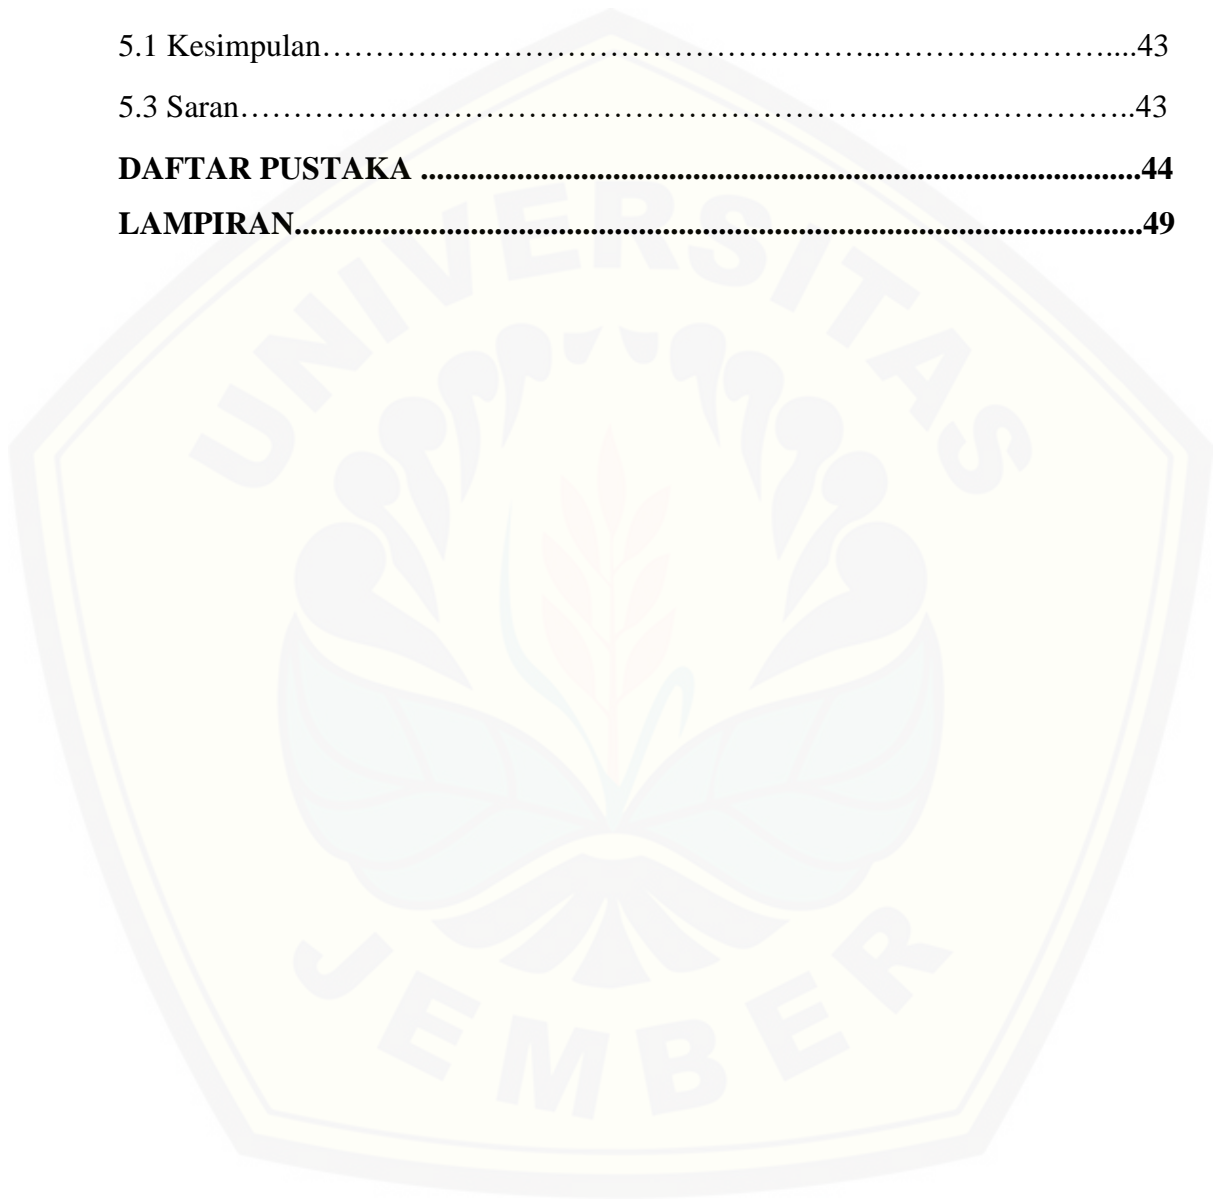 5.1 Kesimpulan…………………………………………..…………………....43
5.3 Saran……………………………………………………..…………………..43
DAFTAR PUSTAKA ...........................................................................................44
LAMPIRAN...........................................................................................................49
UNIVERSITAS
JEMBER